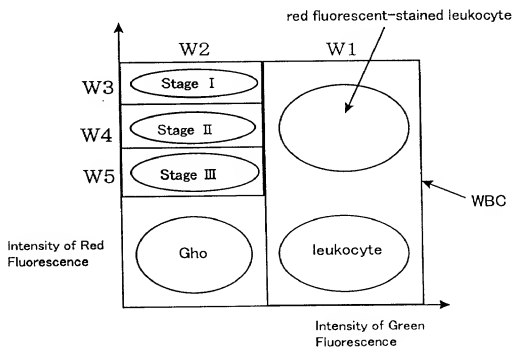 red fluorescent-stained leukocyte
W2
W1
W3
Stage I
W4
Stage II
W5
Stage III
WBC
Intensity of Red
Fluorescence
Gho
leukocyte
Intensity of Green
Fluorescence